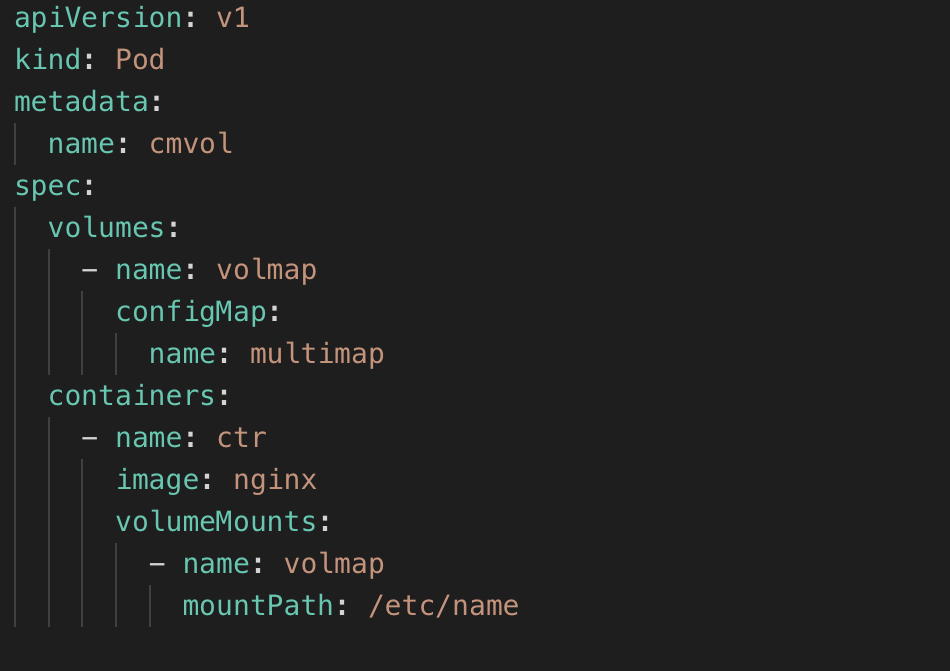 apiVersion: v1
kind: Pod
metadata:
  name: cmvol
spec:
  volumes:
    - name: volmap
      configMap:
        name: multimap
  containers:
    - name: ctr
      image: nginx
      volumeMounts:
        - name: volmap
          mountPath: /etc/name